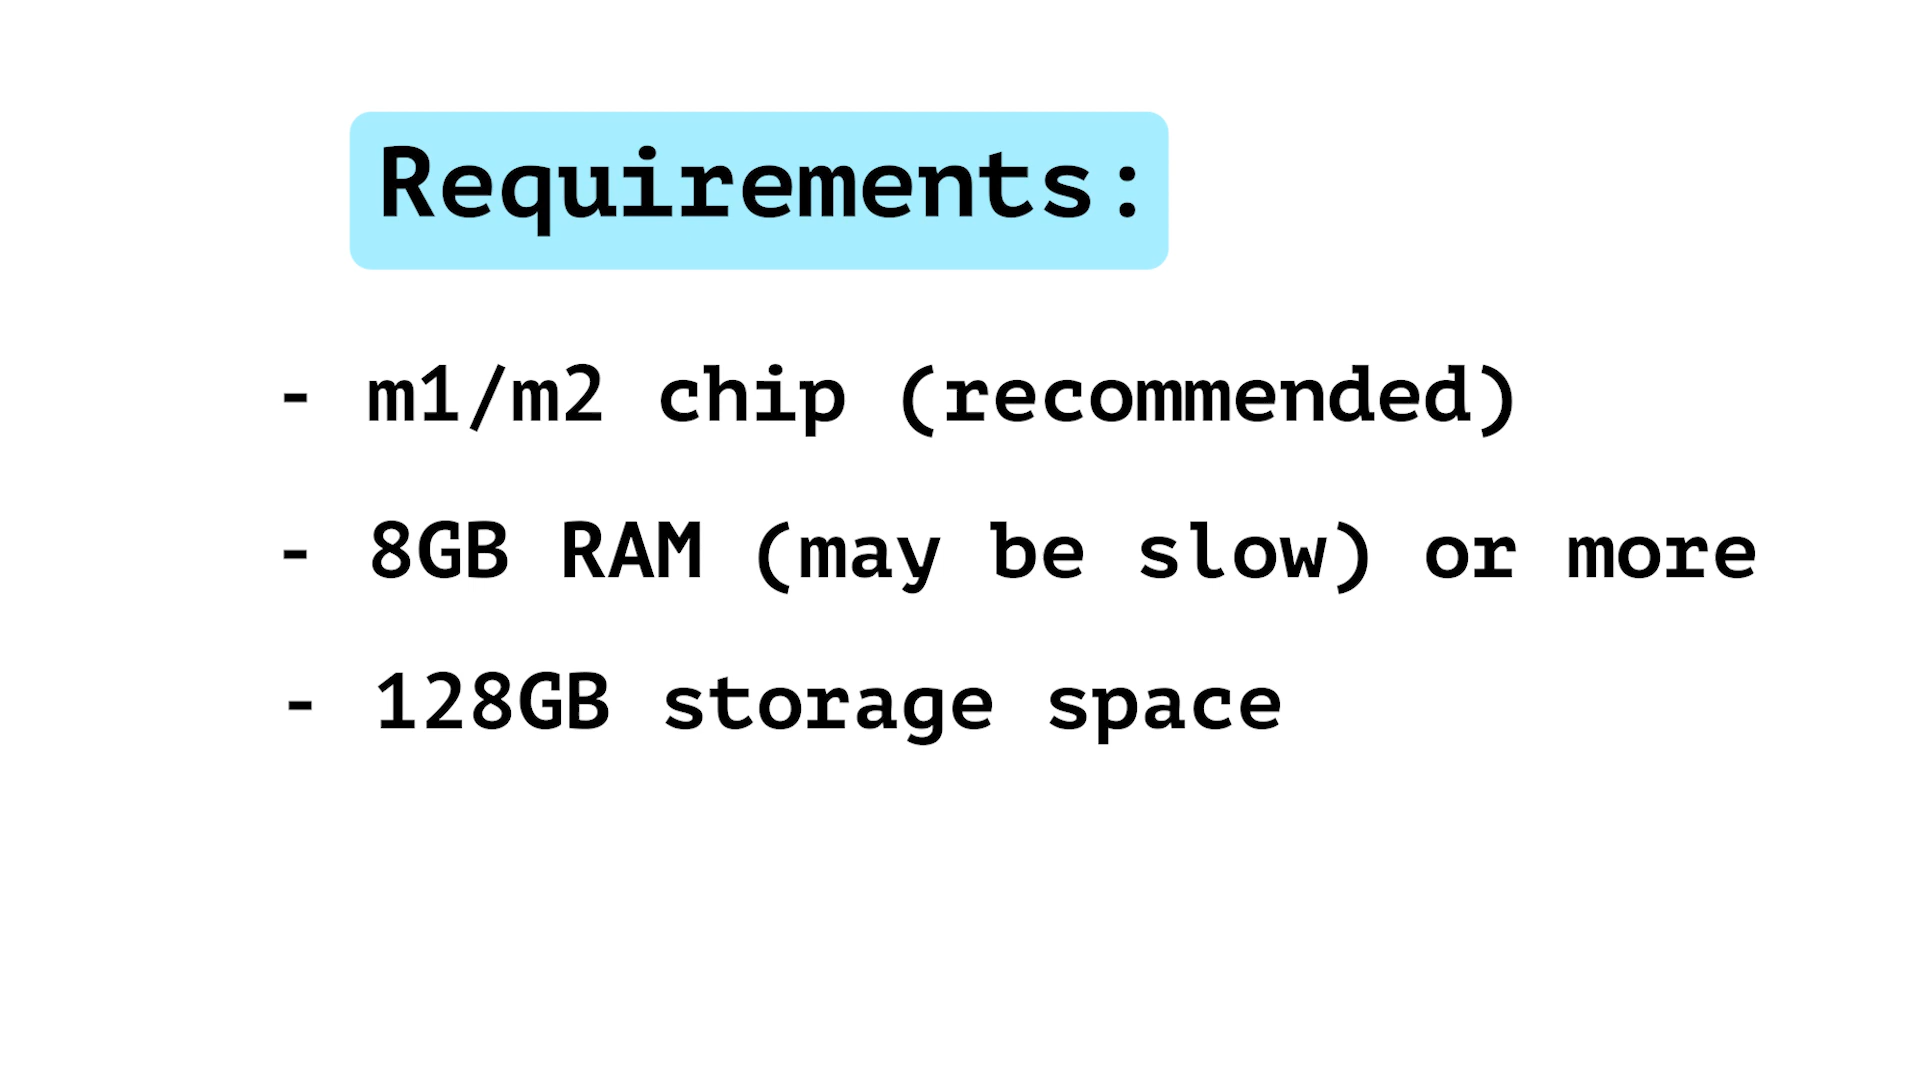 Requirements:
- m1/m2 chip (recommended)
- 8GB RAM (may be slow) or more
- 128GB storage space